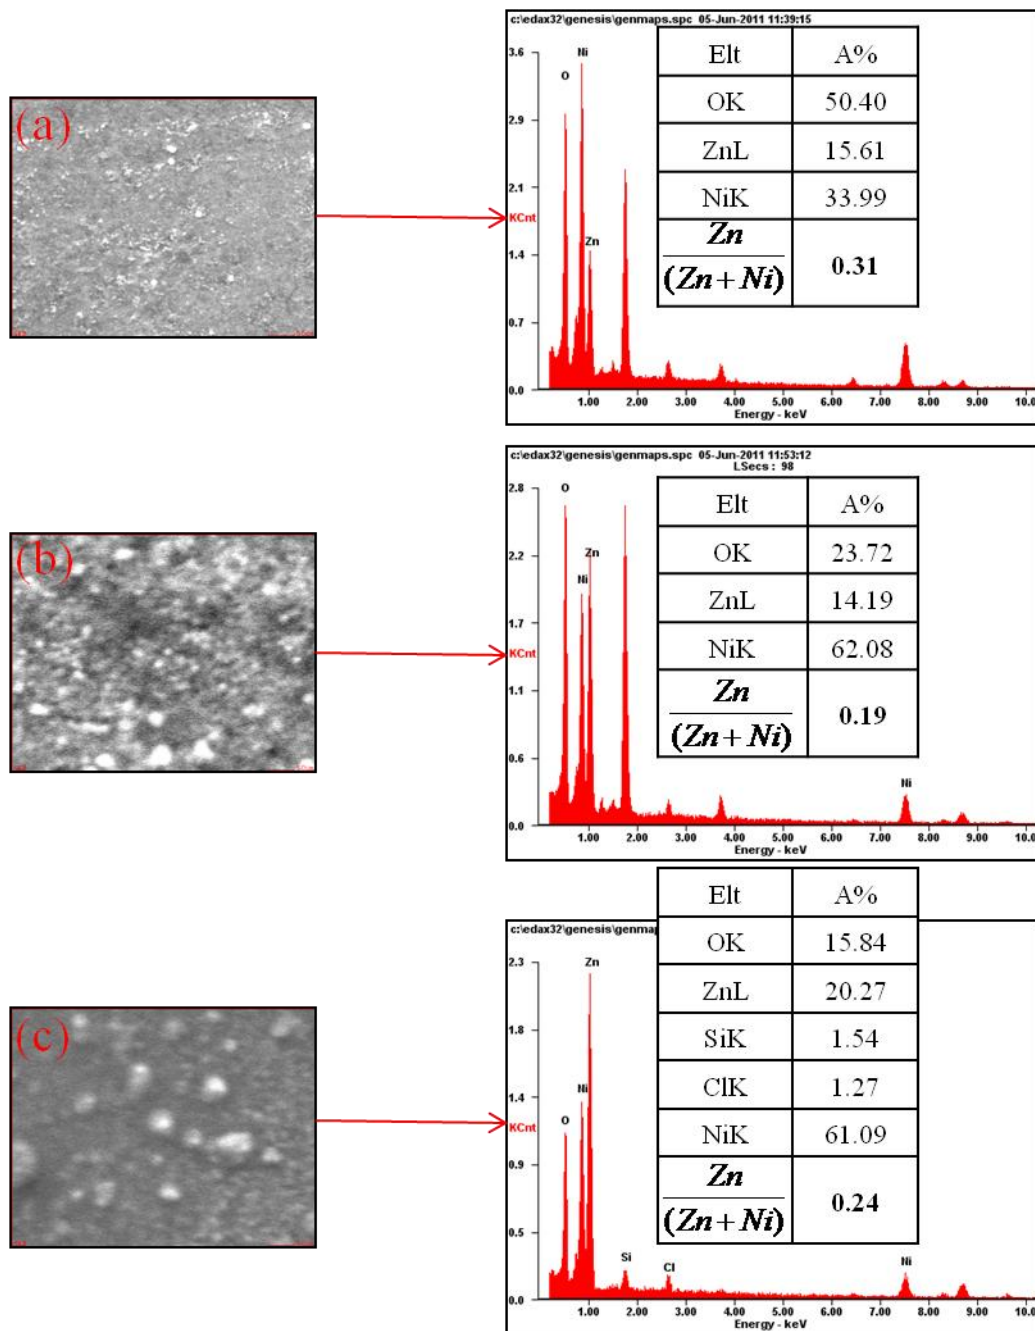 (a)
c:\edax32\genesis\genmaps.spc 05-Jun-2011 11:39:15
Elt A%
OK 50.40
ZnL 15.61
NiK 33.99
Zn
(Zn+Ni) 0.31
3.6
2.9
2.1
KCnt
1.4
0.7
0.0
O
Ni
Zn
1.00 2.00 3.00 4.00 5.00 6.00 7.00 8.00 9.00 10.0
Energy - keV
(b)
c:\edax32\genesis\genmaps.spc 05-Jun-2011 11:53:12
LSecs : 98
Elt A%
OK 23.72
ZnL 14.19
NiK 62.08
Zn
(Zn+Ni) 0.19
2.8
2.2
1.7
KCnt
1.1
0.6
0.0
O
Ni
Zn
Ni
1.00 2.00 3.00 4.00 5.00 6.00 7.00 8.00 9.00 10.0
Energy - keV
(c)
c:\edax32\genesis\genmap
Elt A%
OK 15.84
ZnL 20.27
SiK 1.54
ClK 1.27
NiK 61.09
Zn
(Zn+Ni) 0.24
2.3
1.8
1.4
KCnt
0.9
0.5
0.0
O
Ni
Zn
Si
Cl
Ni
1.00 2.00 3.00 4.00 5.00 6.00 7.00 8.00 9.00 10.0
Energy - keV